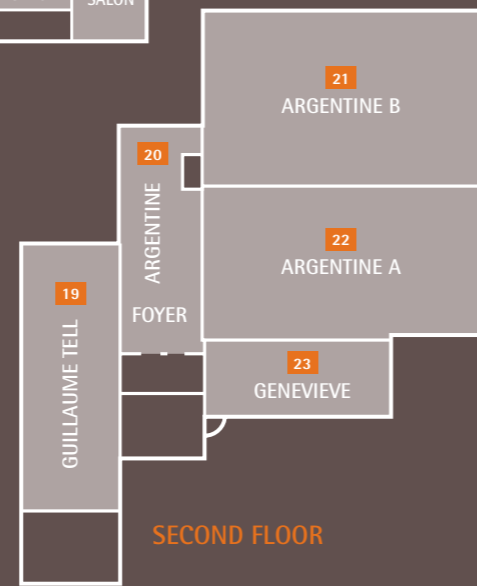 SALON
21
ARGENTINE B
20
ARGENTINE
FOYER
22
ARGENTINE A
19
GUILLAUME TELL
23
GENEVIEVE
SECOND FLOOR